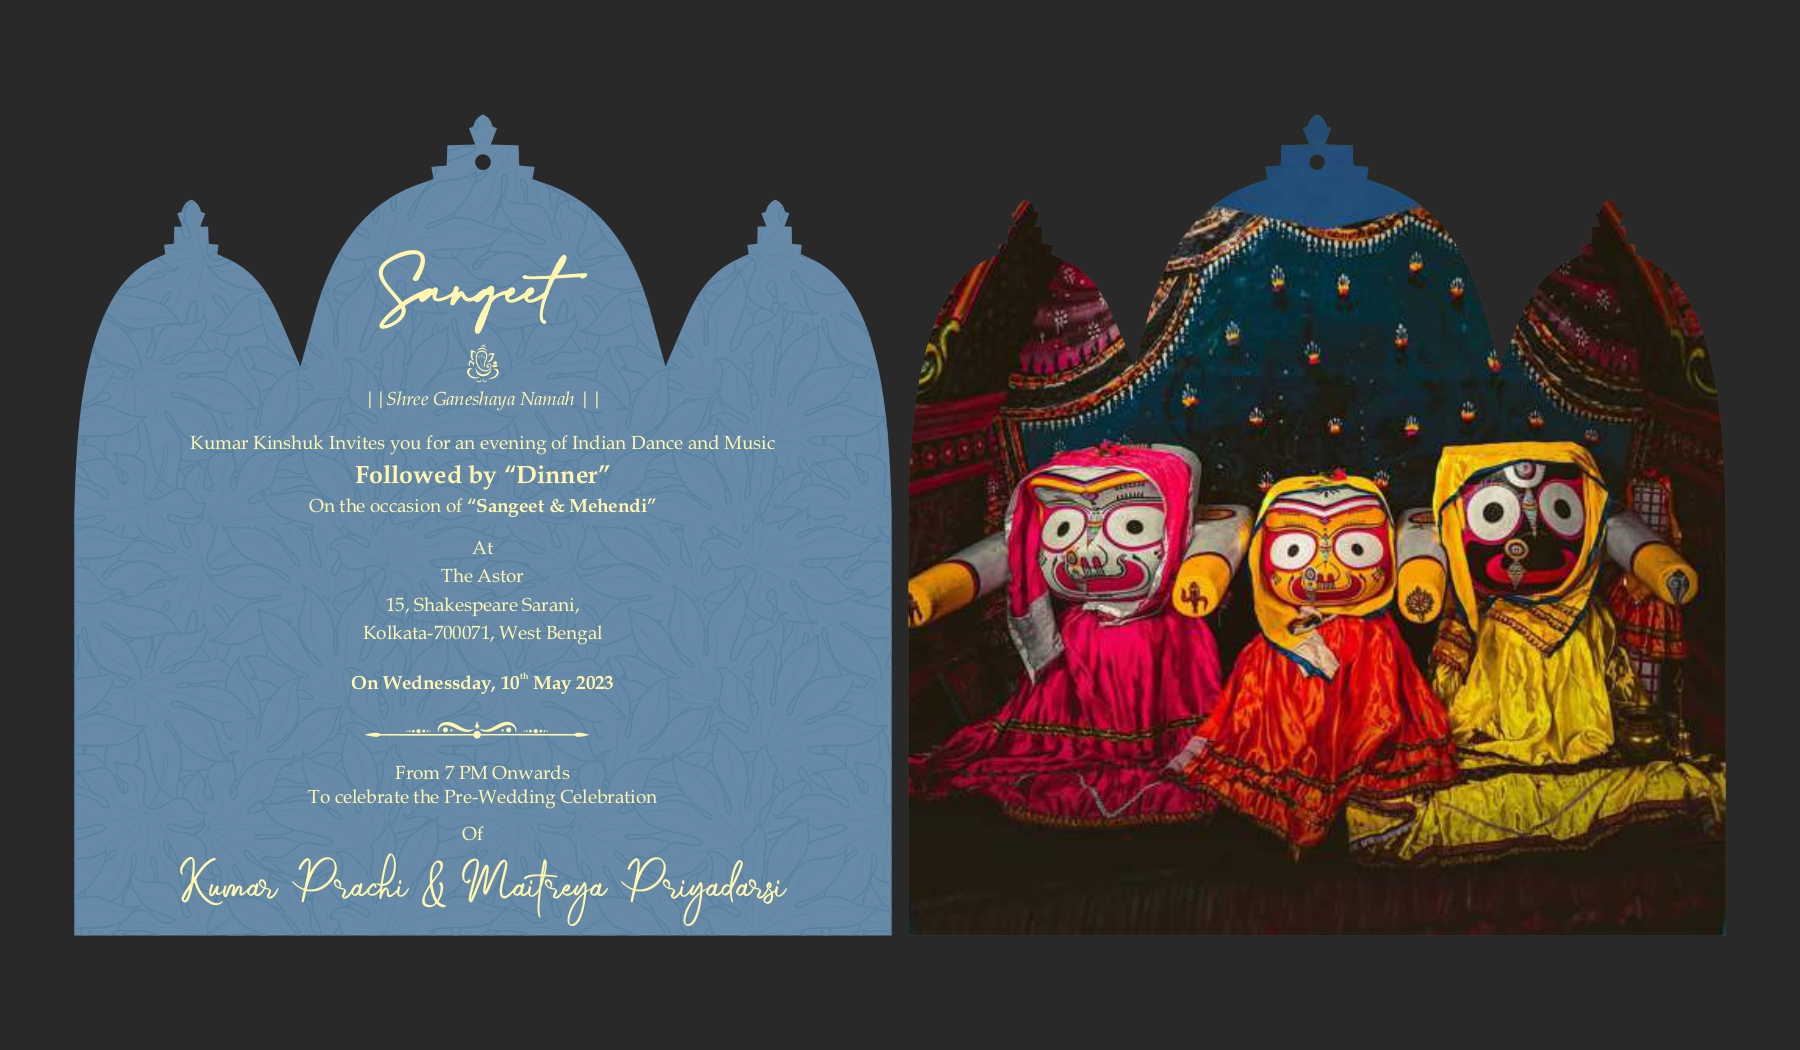 Sangeet
||Shree Ganeshaya Namah ||
Kumar Kinshuk Invites you for an evening of Indian Dance and Music
Followed by “Dinner”
On the occasion of “Sangeet & Mehendi”
At
The Astor
15, Shakespeare Sarani,
Kolkata-700071, West Bengal
On Wednessday, 10th May 2023
From 7 PM Onwards
To celebrate the Pre-Wedding Celebration
Of
Kumar Prachi & Maitreya Priyadarsi